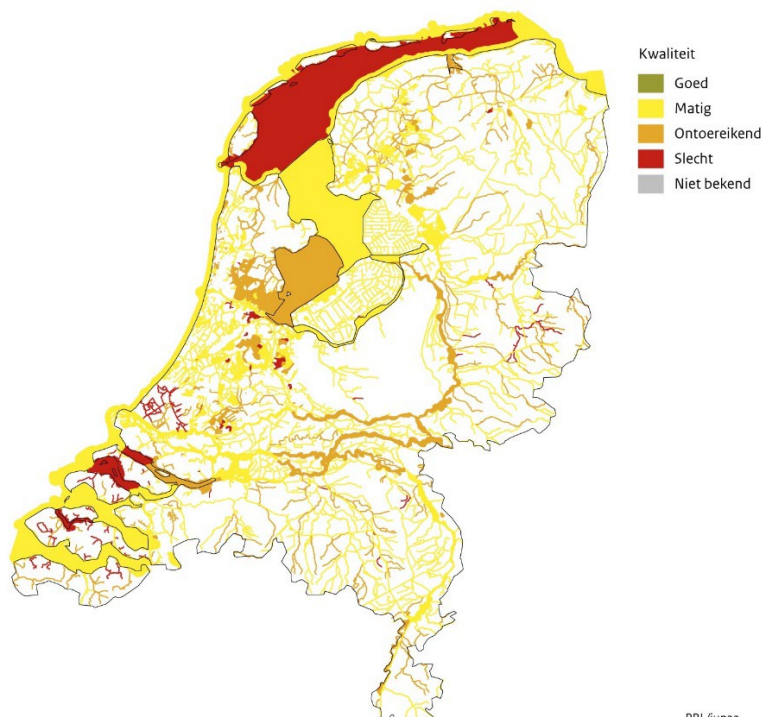 Kwaliteit
Goed
Matig
Ontoereikend
Slecht
Niet bekend